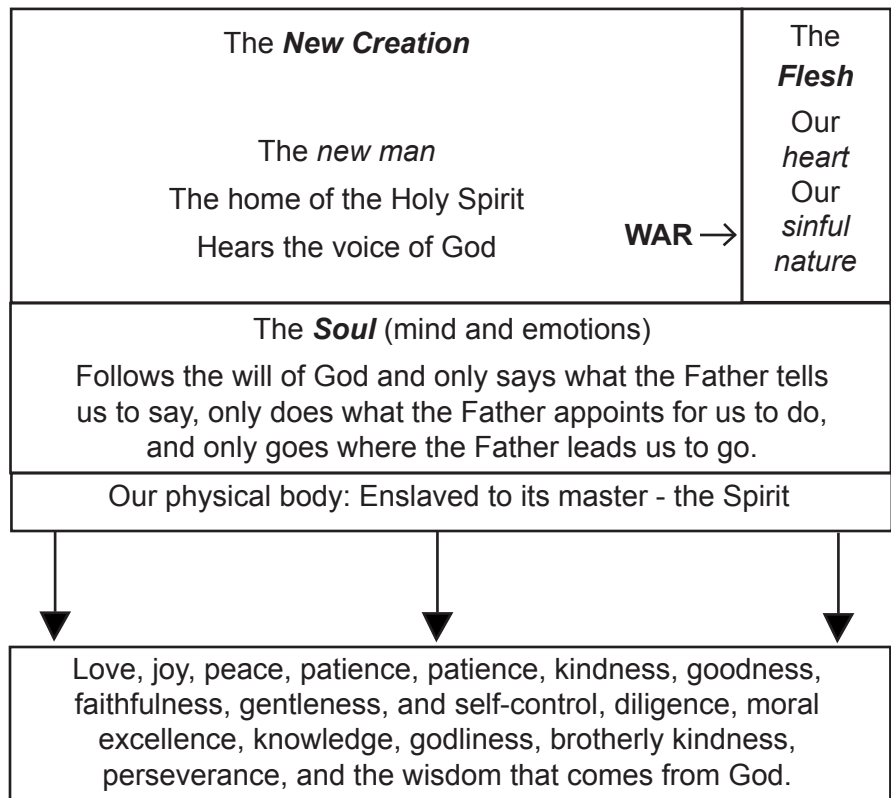 The New Creation
The new man
The home of the Holy Spirit
Hears the voice of God
WAR →
The
Flesh
Our
heart
Our
sinful
nature
The Soul (mind and emotions)
Follows the will of God and only says what the Father tells
us to say, only does what the Father appoints for us to do,
and only goes where the Father leads us to go.
Our physical body: Enslaved to its master - the Spirit
Love, joy, peace, patience, patience, kindness, goodness,
faithfulness, gentleness, and self-control, diligence, moral
excellence, knowledge, godliness, brotherly kindness,
perseverance, and the wisdom that comes from God.